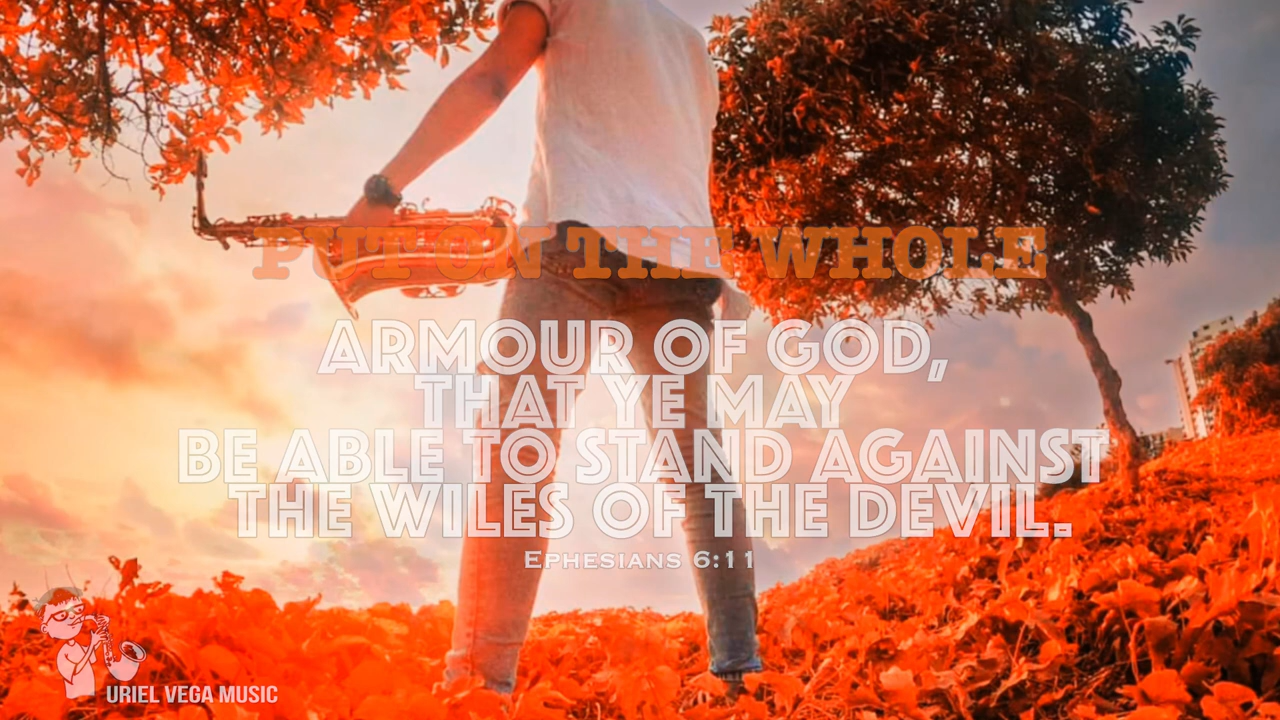 PUT ON THE WHOLE
ARMOUR OF GOD,
THAT YE MAY
BE ABLE TO STAND AGAINST
THE WILES OF THE DEVIL.
EPHESIANS 6:11
URIEL VEGA MUSIC